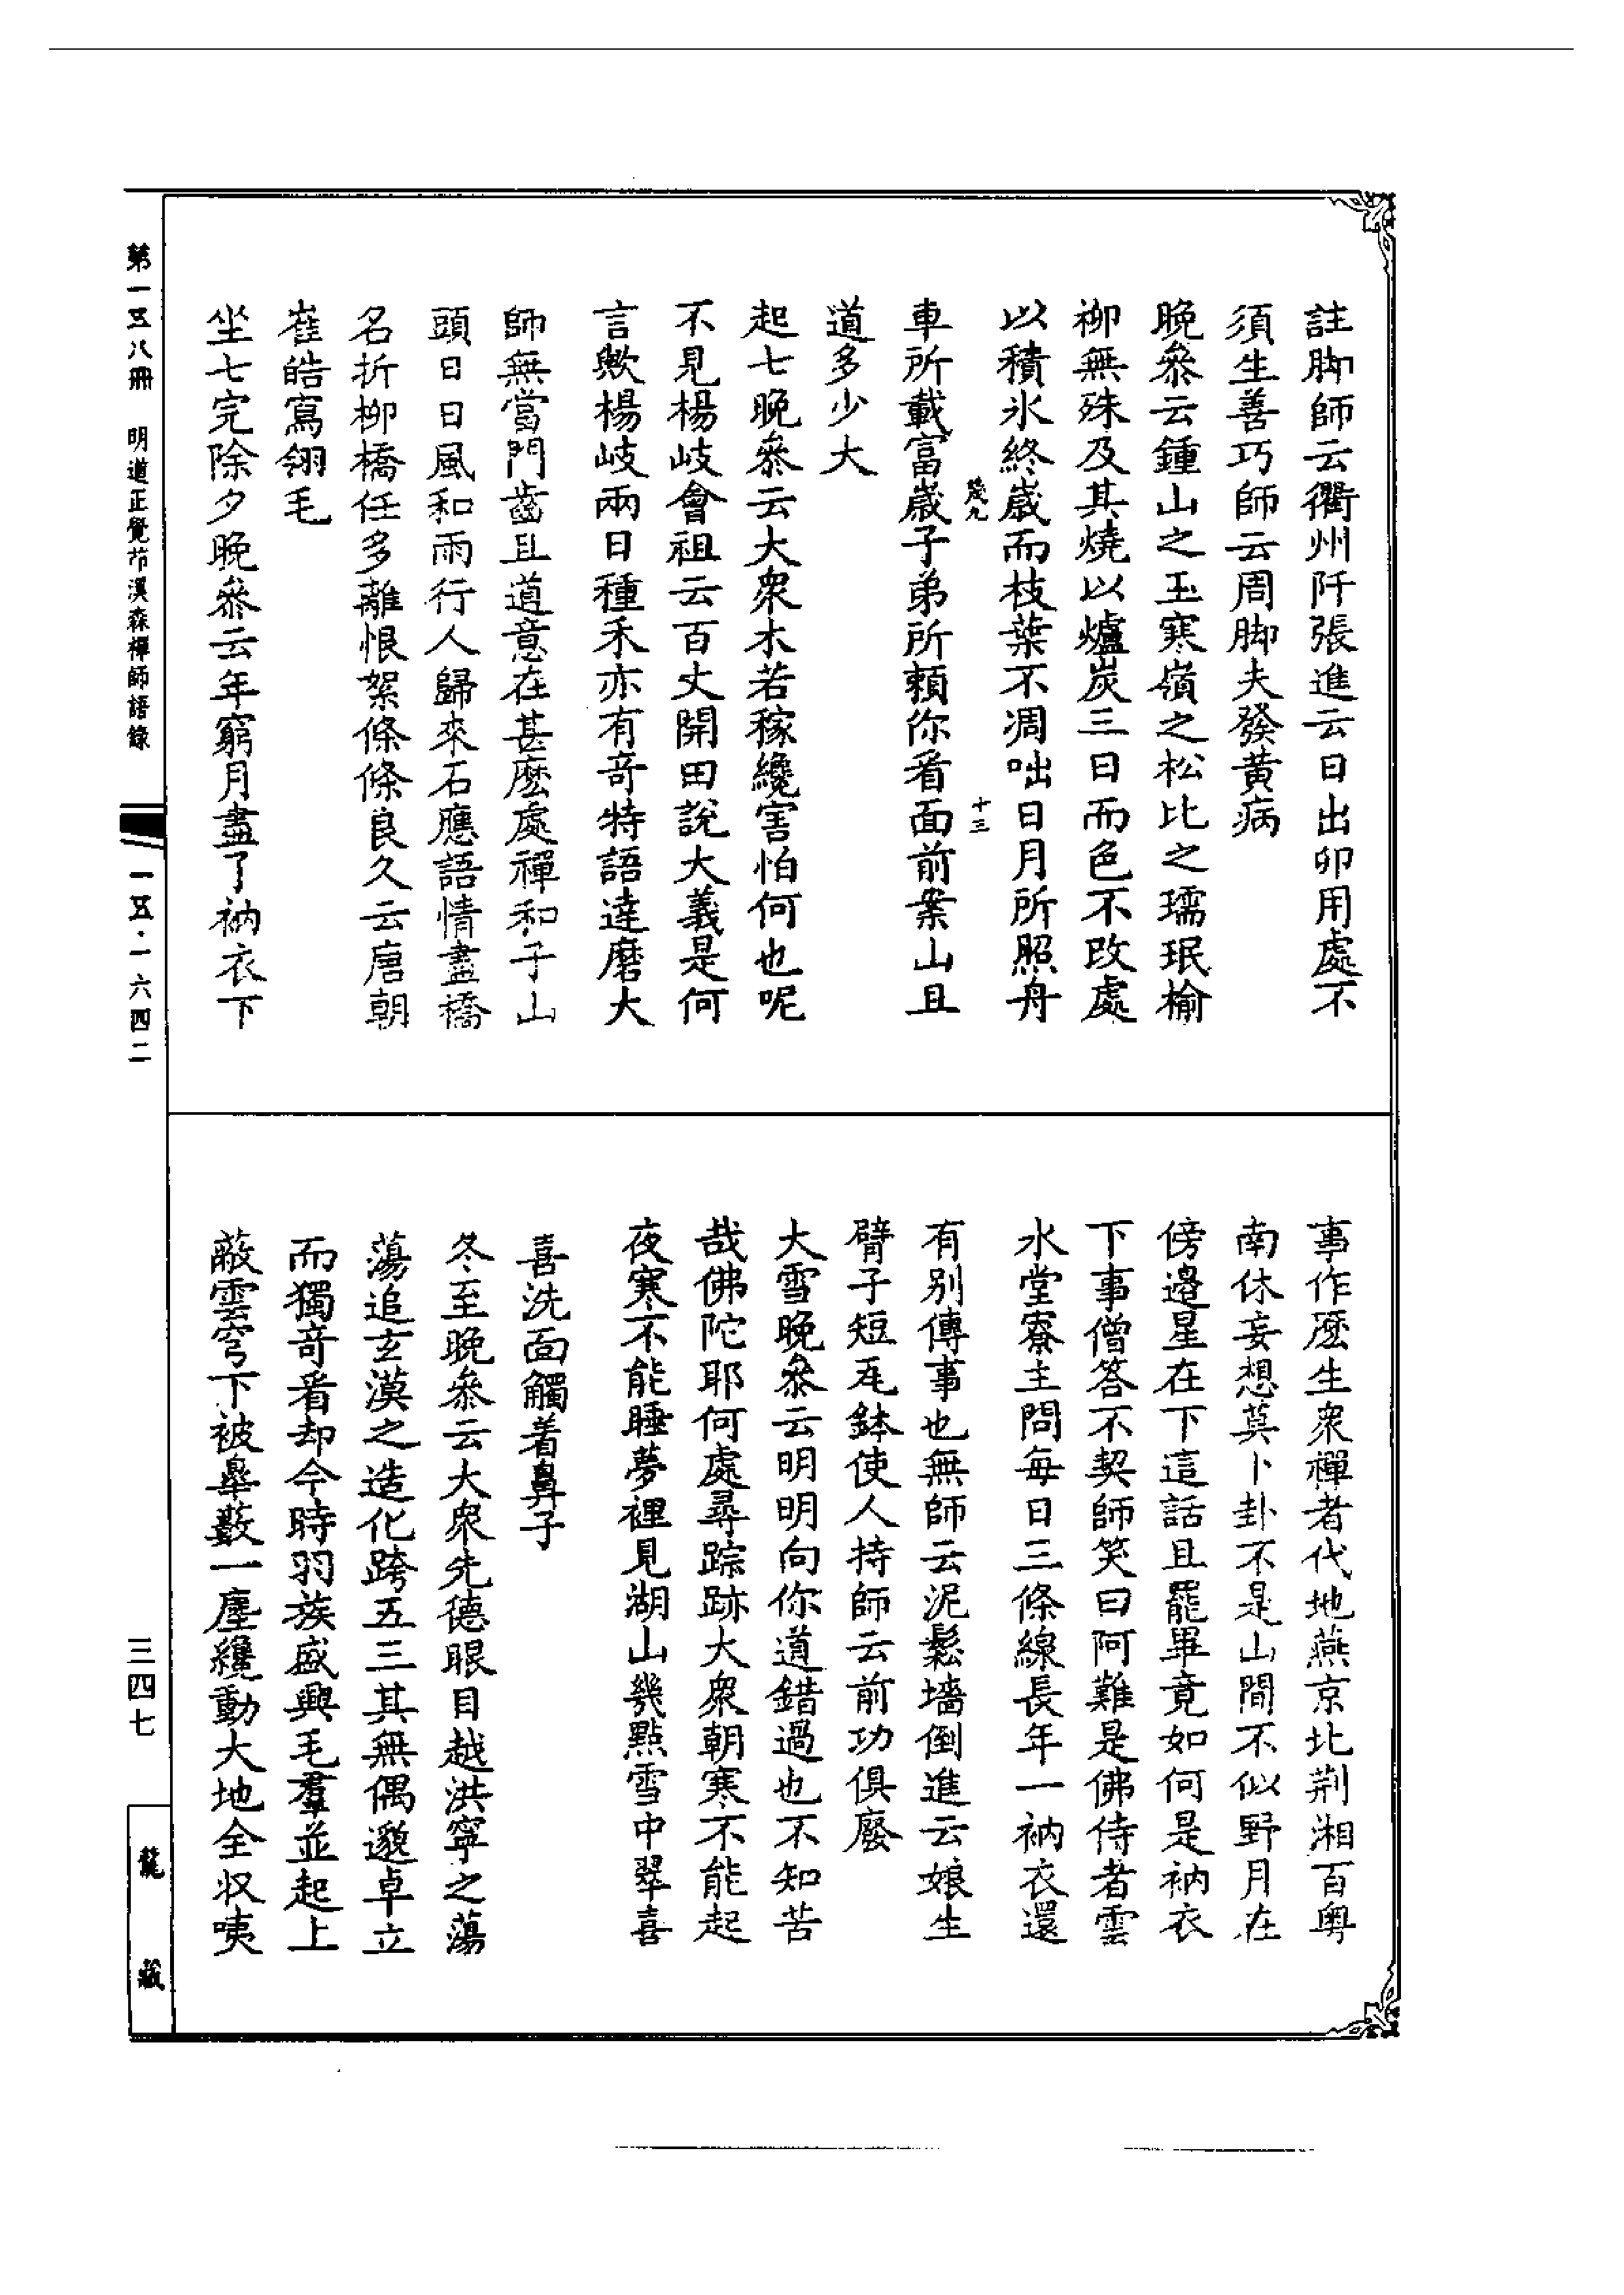 註脚師云衢州阡張進云日出卯用處不
須生善巧師云周脚夫發黃病
晚叅云鍾山之玉寒嶺之松比之瓀珉榆
柳無殊及其燒以爐炭三日而色不改處
以積氷終歲而枝葉不凋咄日月所照舟
幾九
十三
車所載富歲子弟所賴你看面前案山且
道多少大
起七晚叅云大衆木若稼纔害怕何也呢
不見楊岐會祖云百丈開田說大義是何
言歟楊岐兩日種禾亦有奇特語達磨大
師無當門齒且道意在甚麽處禪和子山
頭日日風和雨行人歸來石應語情盡橋
名折柳橋任多離恨絮條條良久云唐朝
崔皓寫翎毛
坐七完除夕晚叅云年窮月盡了衲衣下
事作麽生衆禪者代地燕京北荆湘百粤
南休妄想莫卜卦不是山間不似野月在
傍邊星在下這話且罷畢竟如何是衲衣
下事僧答不契師笑曰阿難是佛侍者雲
水堂寮主問每日三條線長年一衲衣還
有別傳事也無師云泥鬆墻倒進云娘生
臂子短瓦鉢使人持師云前功俱廢
大雪晚叅云明明向你道錯過也不知苦
哉佛陀耶何處尋踪跡大衆朝寒不能起
夜寒不能睡夢裡見湖山幾點雪中翠喜
喜洗面觸着鼻子
冬至晚叅云大衆先德眼目越洪寧之蕩
蕩追玄漠之造化跨五三其無偶邈卓立
而獨奇看却今時羽族盛興毛羣並起上
蔽雲穹下被皐藪一塵纔動大地全收咦
第一五八冊 明道正覺𦬊溪森禪師語錄
一五·一六四二
三四七
龍藏